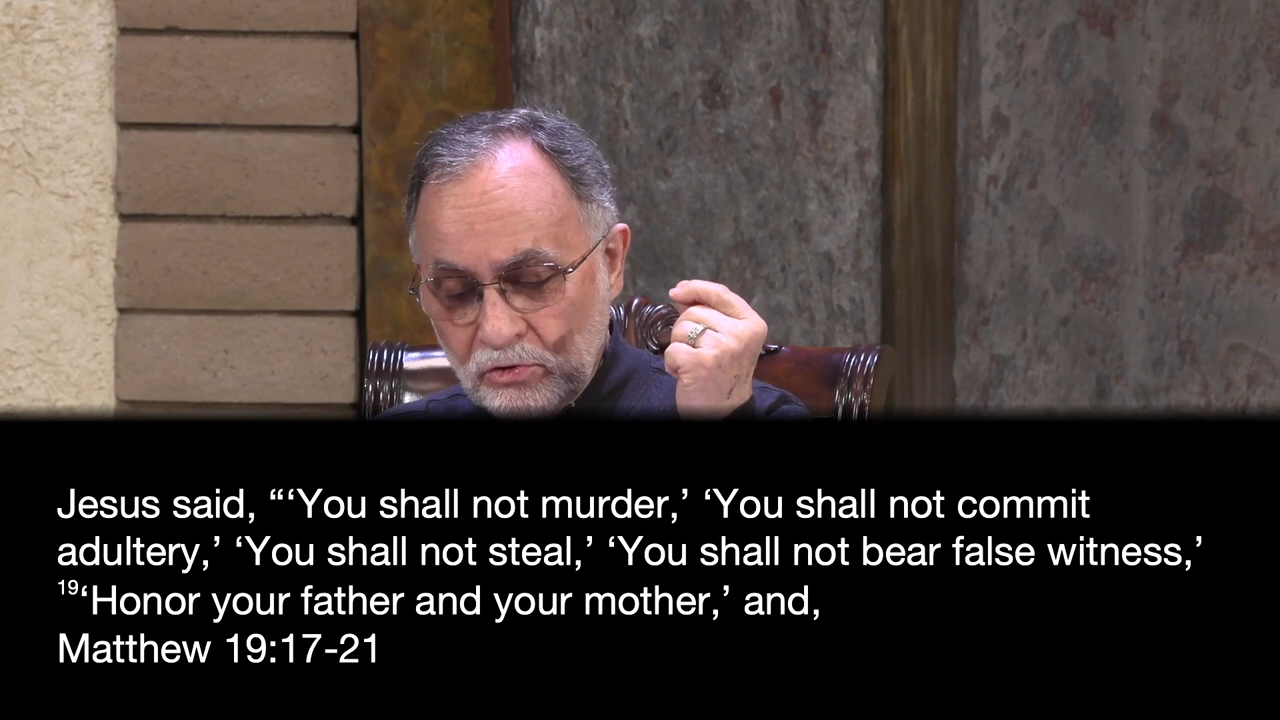 Jesus said, “‘You shall not murder,’ ‘You shall not commit
adultery,’ ‘You shall not steal,’ ‘You shall not bear false witness,’
19‘Honor your father and your mother,’ and,
Matthew 19:17-21